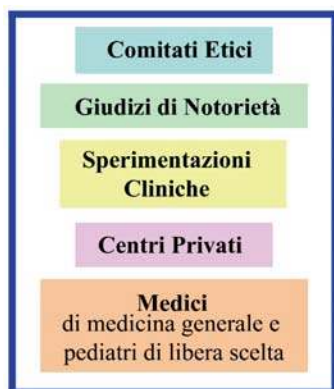 Comitati Etici
Giudizi di Notorietà
Sperimentazioni
Cliniche
Centri Privati
Medici
di medicina generale e
pediatri di libera scelta